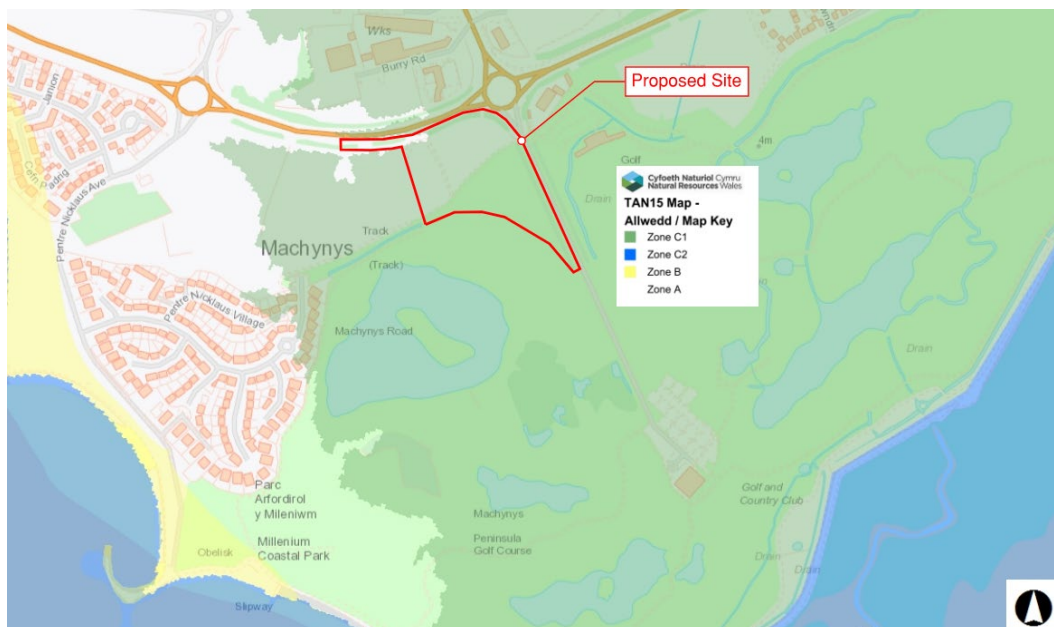 Wks
Burry Rd
Proposed Site
Cefn Padrig
Pentre Nicklaus Ave
4m
Golf
Drain
Cyfoeth Naturiol Cymru
Natural Resources Wales
TAN15 Map -
Allwedd / Map Key
Zone C1
Zone C2
Zone B
Zone A
Machynys
Track
(Track)
Pentre Nicklaus Village
Machynys Road
Drain
Parc
Arfordirol
y Mileniwm
Millenium
Coastal Park
Obelisk
Slipway
Machynys
Peninsula
Golf Course
Golf and
Country Club
Drain
Drain